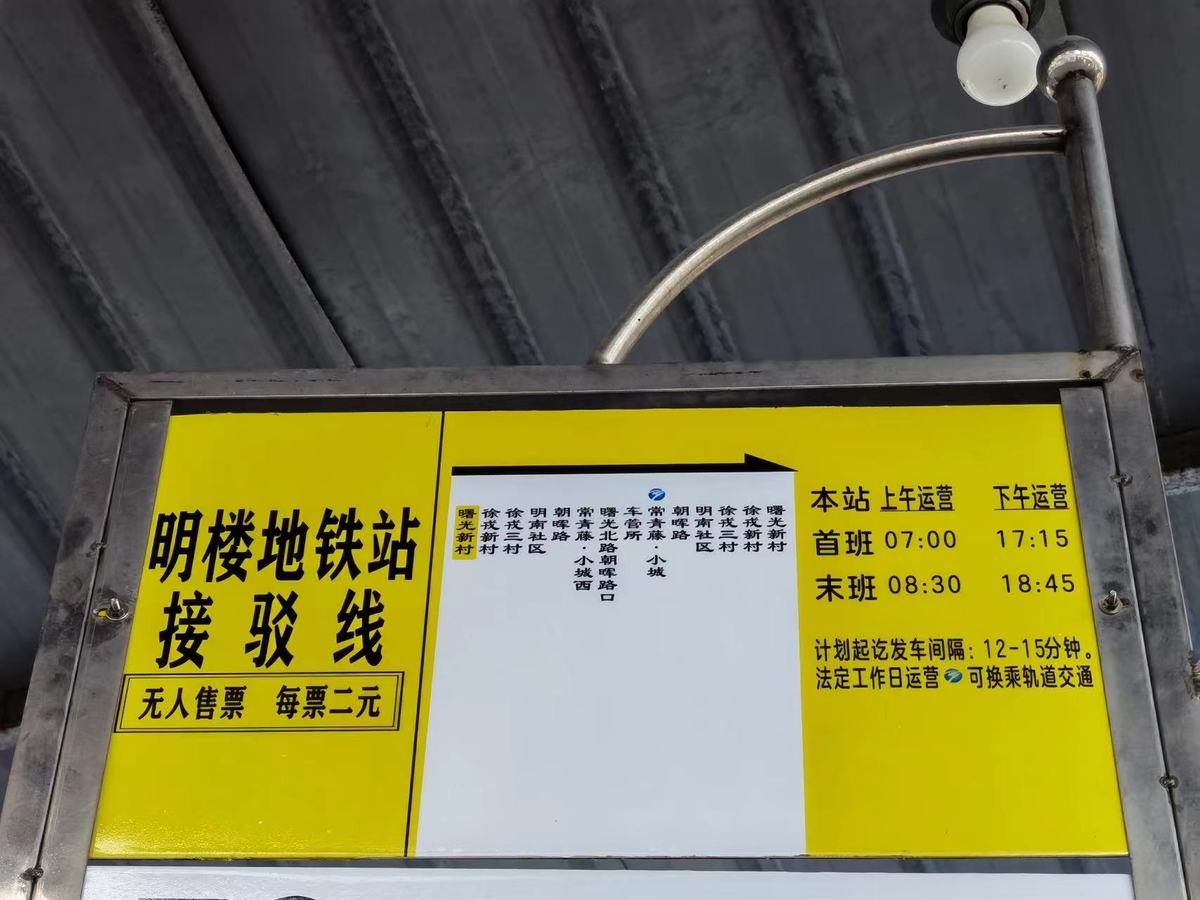 明楼地铁站
接驳线
无人售票 每票二元
曙光新村
徐戎新村
徐戎三村
明南社区
朝晖路
常青藤·小城西
曙光北路朝晖路口
车管所
常青藤·小城
朝晖路
明南社区
徐戎三村
徐戎新村
曙光新村
本站 上午运营 下午运营
首班 07:00 17:15
末班 08:30 18:45
计划起讫发车间隔：12-15分钟。
法定工作日运营 可换乘轨道交通